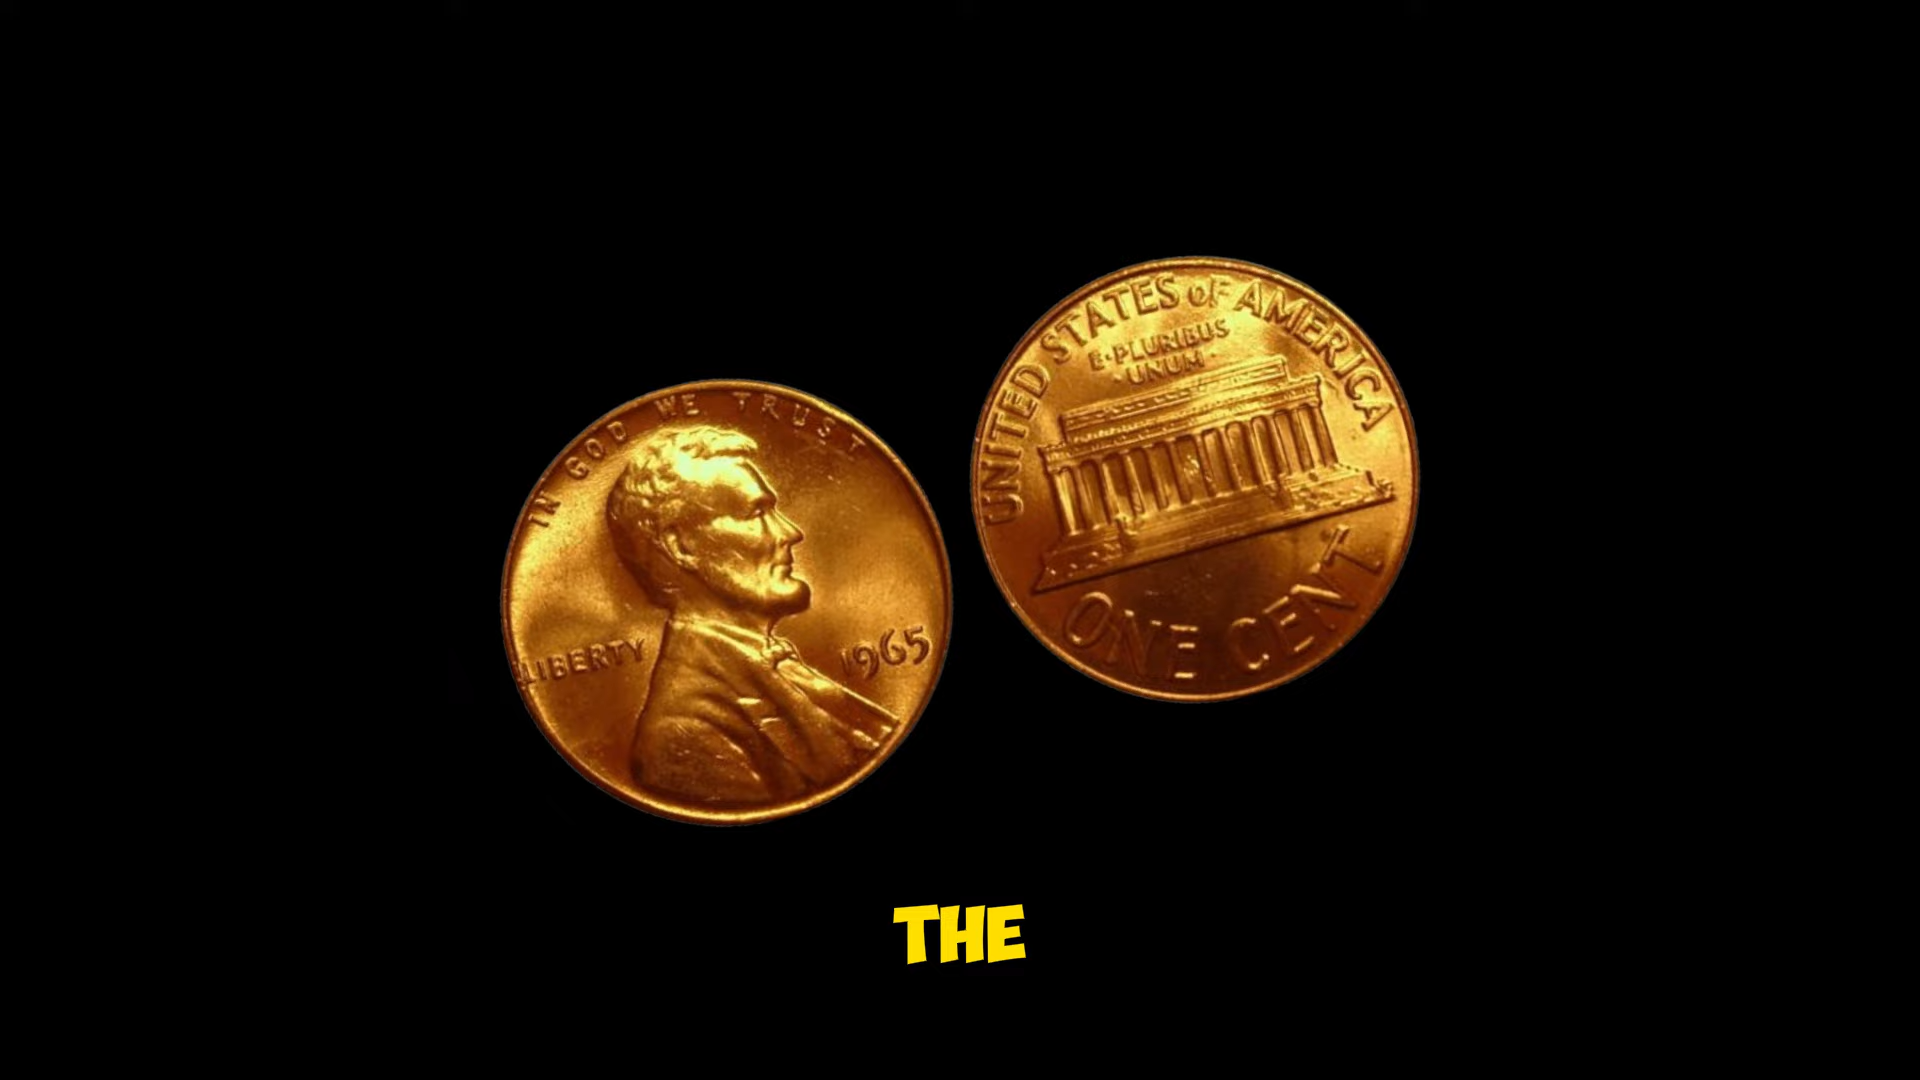 IN GOD WE TRUST
LIBERTY
1965
UNITED STATES OF AMERICA
E·PLURIBUS
·UNUM·
ONE CENT
THE